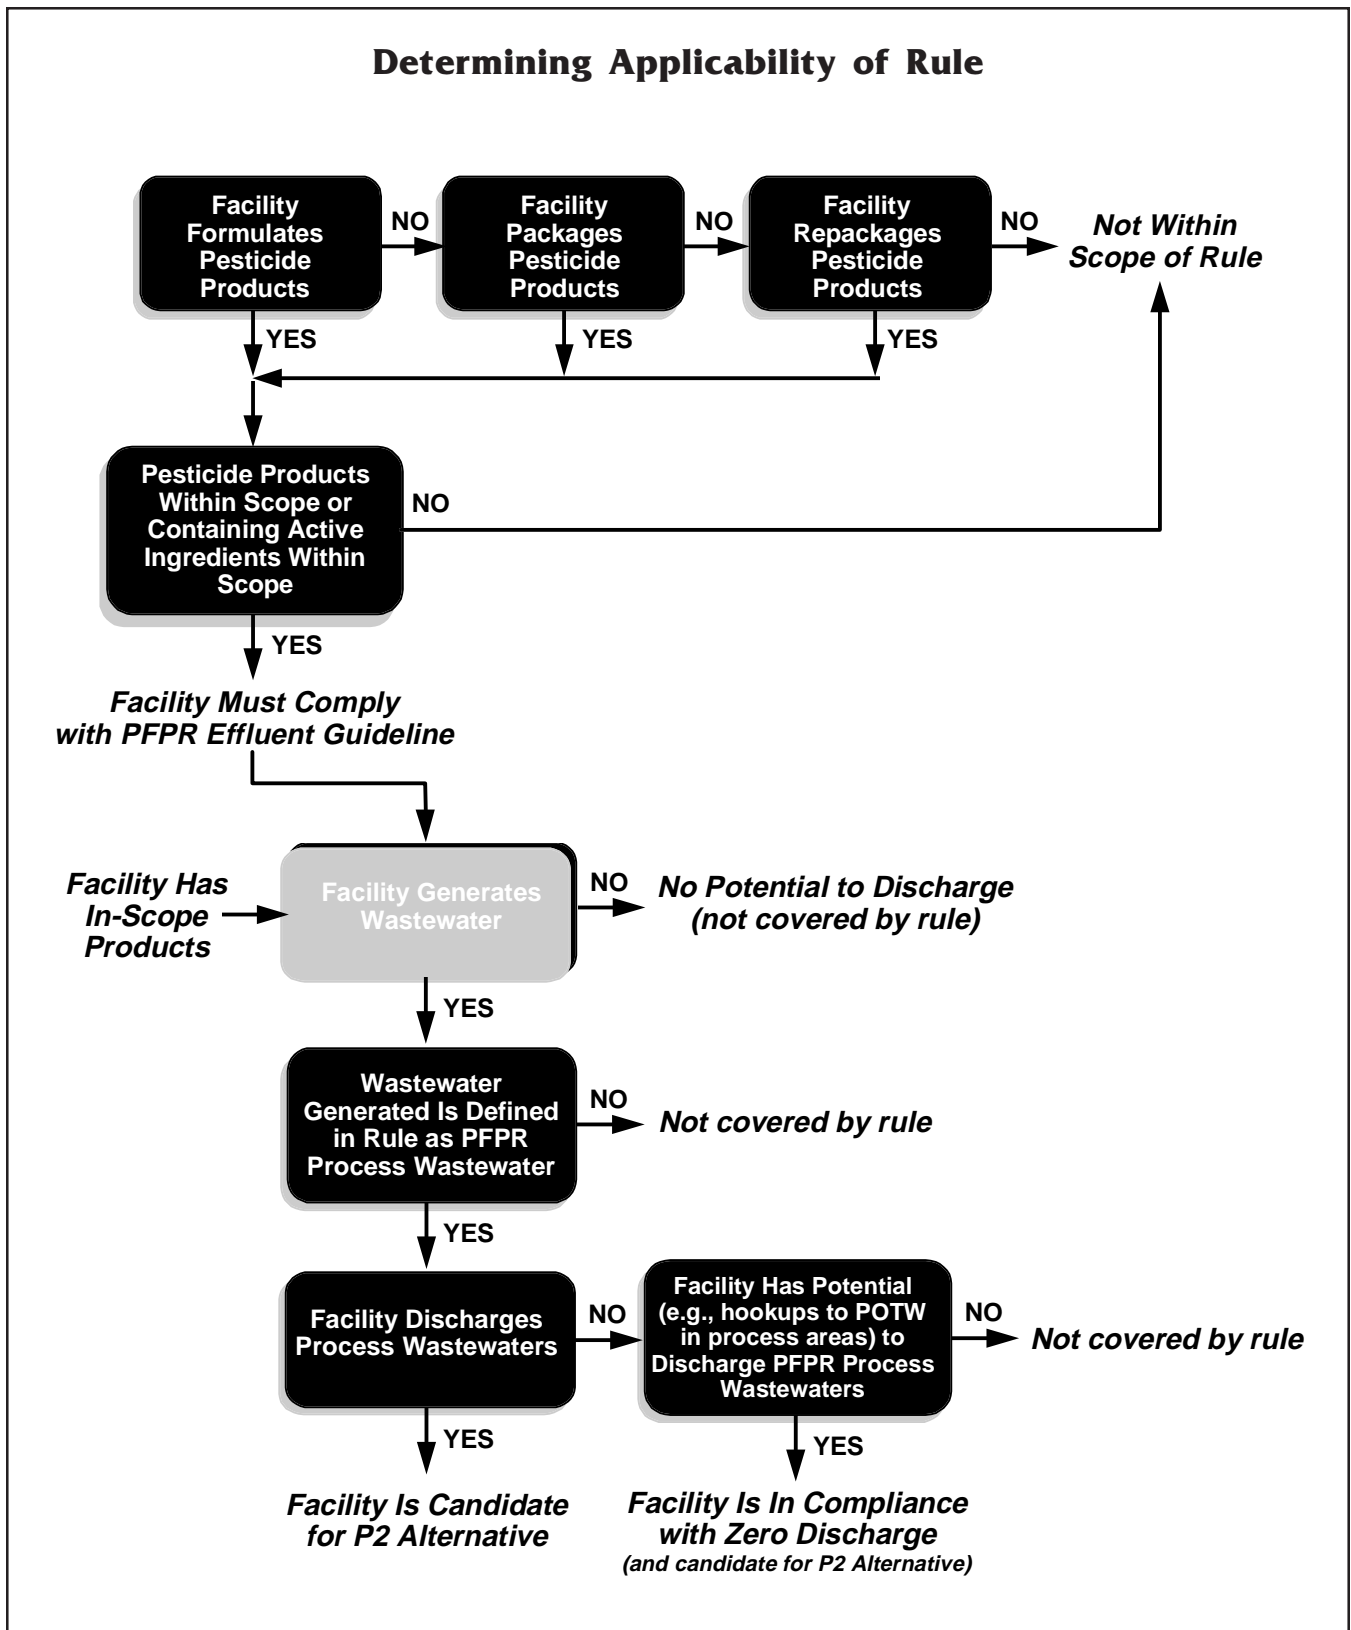 Determining Applicability of Rule
Facility
Formulates
Pesticide
Products
NO
Facility
Packages
Pesticide
Products
NO
Facility
Repackages
Pesticide
Products
NO
Not Within
Scope of Rule
YES
YES
YES
Pesticide Products
Within Scope or
Containing Active
Ingredients Within
Scope
NO
YES
Facility Must Comply
with PFPR Effluent Guideline
Facility Has
In-Scope
Products
Facility Generates
Wastewater
NO
No Potential to Discharge
(not covered by rule)
YES
Wastewater
Generated Is Defined
in Rule as PFPR
Process Wastewater
NO
Not covered by rule
YES
Facility Discharges
Process Wastewaters
NO
Facility Has Potential
(e.g., hookups to POTW
in process areas) to
Discharge PFPR Process
Wastewaters
NO
Not covered by rule
YES
YES
Facility Is Candidate
for P2 Alternative
Facility Is In Compliance
with Zero Discharge
(and candidate for P2 Alternative)